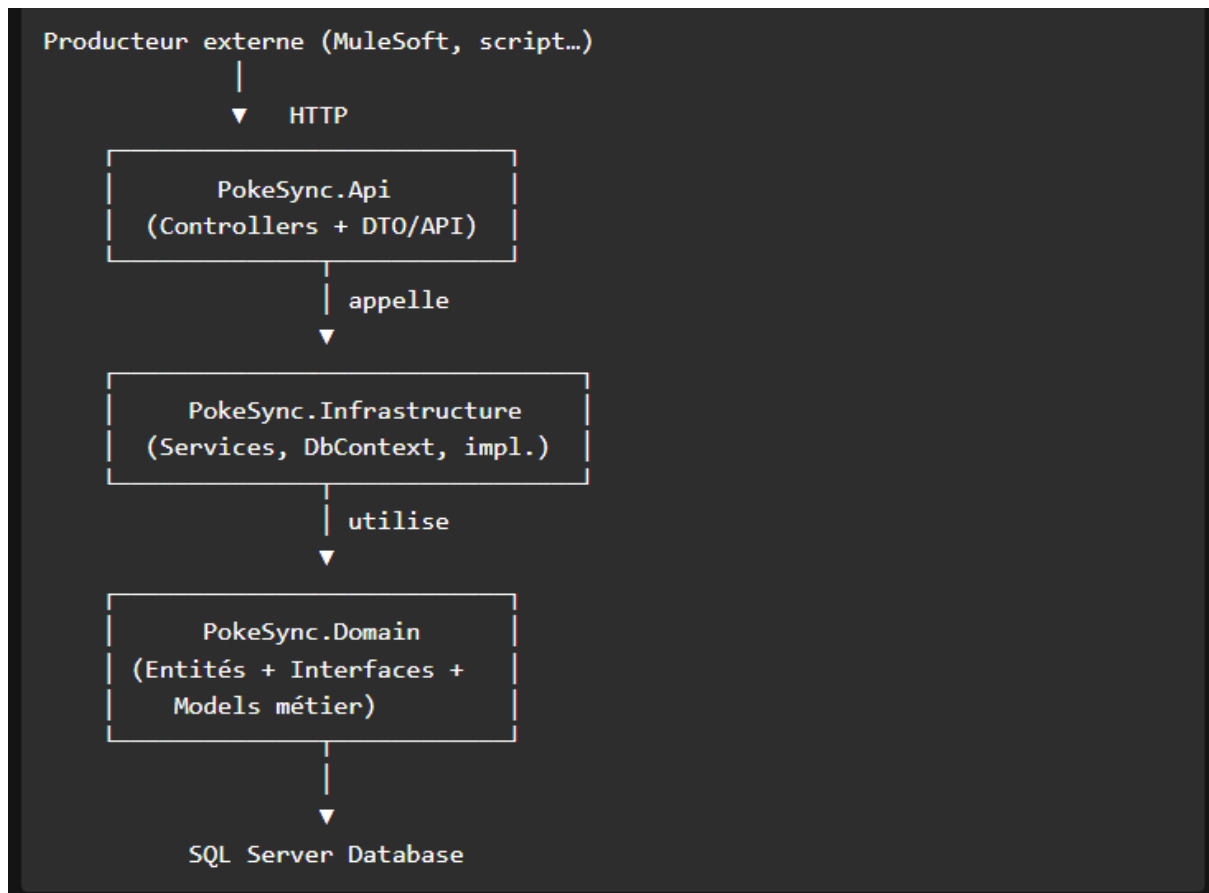 Producteur externe (MuleSoft, script…)
HTTP
PokeSync.Api
(Controllers + DTO/API)
appelle
PokeSync.Infrastructure
(Services, DbContext, impl.)
utilise
PokeSync.Domain
(Entités + Interfaces +
Models métier)
SQL Server Database